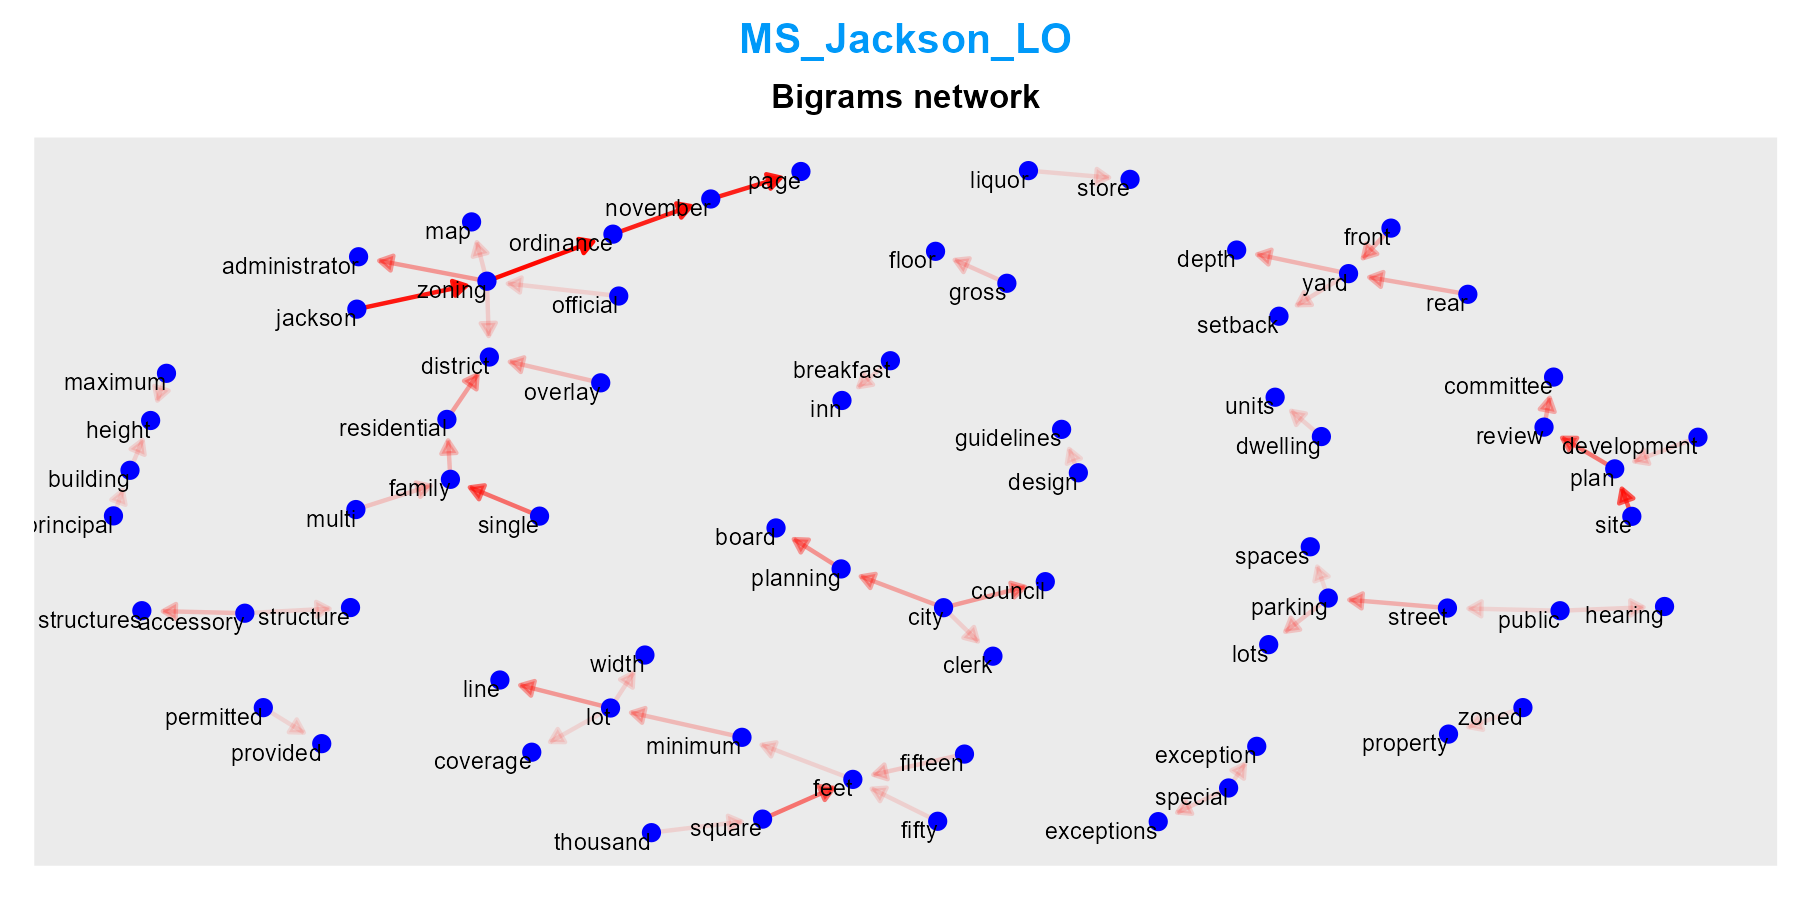 MS_Jackson_LO
Bigrams network
page
liquor
store
november
map
ordinance
front
administrator
floor
depth
zoning
official
gross
yard
rear
jackson
setback
district
overlay
breakfast
inn
maximum
committee
height
residential
units
guidelines
dwelling
review
development
building
family
design
plan
principal
multi
single
site
board
planning
spaces
council
structures
accessory
structure
city
parking
street
public
hearing
clerk
lots
width
line
lot
permitted
provided
minimum
coverage
zoned
property
exception
fifteen
feet
special
thousand
square
fifty
exceptions